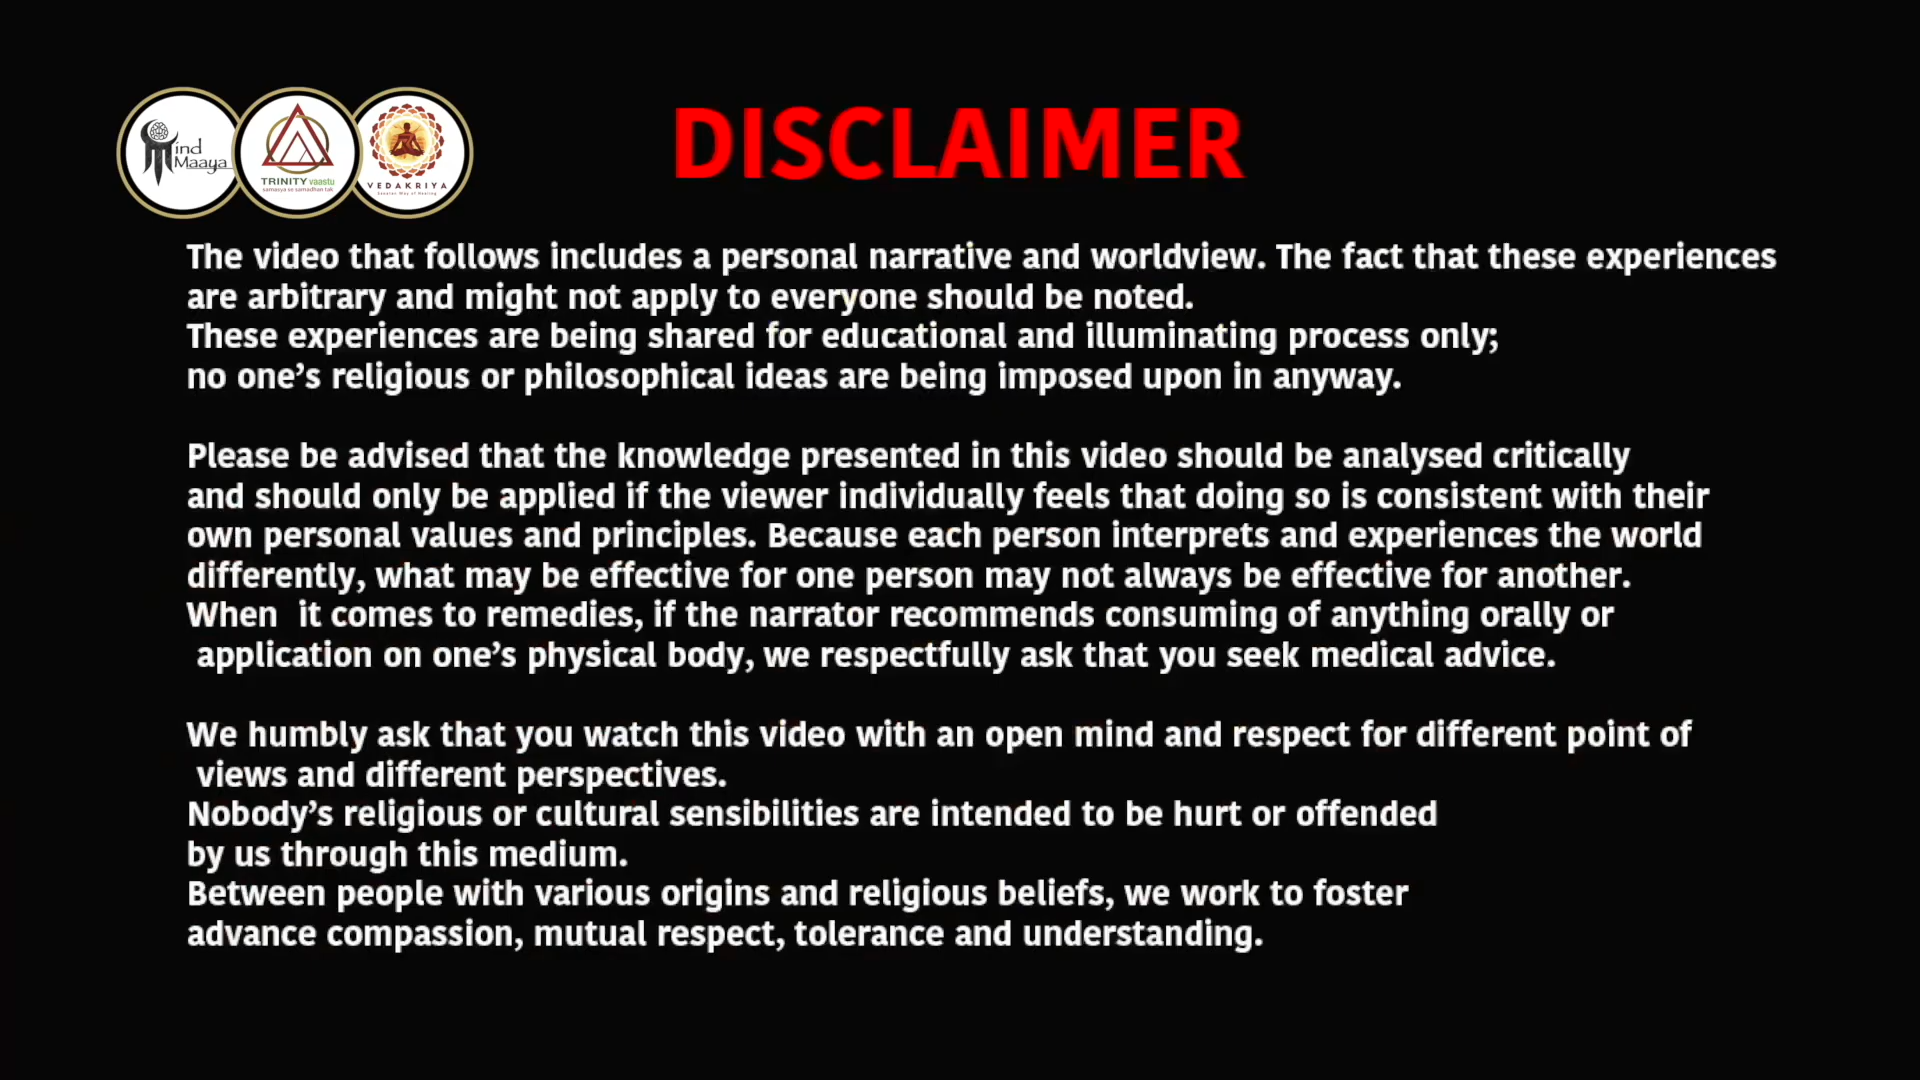 ind
Maaya
TRINITY vaastu
samasya se samadhan tak
VEDAKRIYA
DISCLAIMER
The video that follows includes a personal narrative and worldview. The fact that these experiences
are arbitrary and might not apply to everyone should be noted.
These experiences are being shared for educational and illuminating process only;
no one’s religious or philosophical ideas are being imposed upon in anyway.
Please be advised that the knowledge presented in this video should be analysed critically
and should only be applied if the viewer individually feels that doing so is consistent with their
own personal values and principles. Because each person interprets and experiences the world
differently, what may be effective for one person may not always be effective for another.
When  it comes to remedies, if the narrator recommends consuming of anything orally or
application on one’s physical body, we respectfully ask that you seek medical advice.
We humbly ask that you watch this video with an open mind and respect for different point of
views and different perspectives.
Nobody’s religious or cultural sensibilities are intended to be hurt or offended
by us through this medium.
Between people with various origins and religious beliefs, we work to foster
advance compassion, mutual respect, tolerance and understanding.